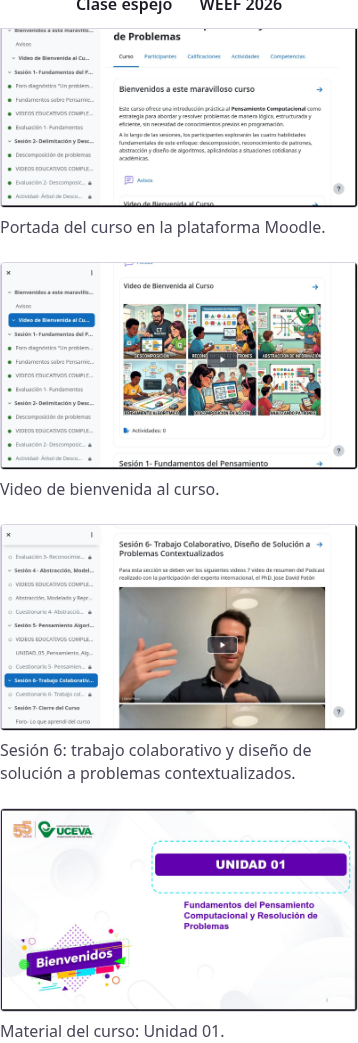 Clase espejo WEEF 2026
de Problemas
Bienvenidos a este maravillo...
Avisos
Video de Bienvenida al Cu...
Sesión 1- Fundamentos del P...
Foro diagnóstico "Un problem...
Fundamentos sobre Pensamie...
VIDEOS EDUCATIVOS COMPLE...
Evaluación 1- Fundamentos
Sesión 2- Delimitación y Desc...
Descomposición de problemas
VIDEOS EDUCATIVOS COMPLE...
Evaluación 2- Descomposic...
Actividad- Árbol de Desco...
Curso Participantes Calificaciones Actividades Competencias
Bienvenidos a este maravilloso curso
Este curso ofrece una introducción práctica al Pensamiento Computacional como
estrategia para abordar y resolver problemas de manera lógica, estructurada y
eficiente, sin necesidad de conocimientos previos en programación.
A lo largo de las sesiones, los participantes explorarán las cuatro habilidades
fundamentales de este enfoque: descomposición, reconocimiento de patrones,
abstracción y diseño de algoritmos, aplicándolas a situaciones cotidianas y
académicas.
Avisos
Video de Bienvenida al Curso
?
Portada del curso en la plataforma Moodle.
Bienvenidos a este maravillo...
Avisos
Video de Bienvenida al Cu...
Sesión 1- Fundamentos del P...
Foro diagnóstico "Un problem...
Fundamentos sobre Pensamie...
VIDEOS EDUCATIVOS COMPLE...
Evaluación 1- Fundamentos
Sesión 2- Delimitación y Desc...
Descomposición de problemas
VIDEOS EDUCATIVOS COMPLE...
Evaluación 2- Descomposic...
Actividad- Árbol de Desco...
Avisos
Video de Bienvenida al Curso
DESCOMPOSICIÓN
ABSTRACCIÓN DE INFORMACIÓN
Actividades: 0
Sesión 1- Fundamentos del Pensamiento
?
Video de bienvenida al curso.
Evaluación 3- Reconocimie...
Sesión 4 - Abstracción, Model...
VIDEOS EDUCATIVOS COMPLE...
Abstracción, Modelado y Repr...
Cuestionario 4- Abstracció...
Sesión 5- Pensamiento Algorí...
VIDEOS EDUCATIVOS COMPLE...
UNIDAD_05_Pensamiento_Alg...
Cuestionario 5- Pensamien...
Sesión 6- Trabajo Colaborativ...
Cuestionario 6- Trabajo col...
Sesión 7- Cierre del Curso
Foro- Lo que aprendí del curso
Sesión 6- Trabajo Colaborativo, Diseño de Solución a
Problemas Contextualizados
Para esta sección se deben ver los siguientes 7 video de resumen del Podcast
realizado con la participación del experto internacional, el PhD. Jose David Patón
?
Sesión 6: trabajo colaborativo y diseño de
solución a problemas contextualizados.
55
UCEVA
UNIDAD 01
Fundamentos del Pensamiento
Computacional y Resolución de
Problemas
Bienvenidos
Material del curso: Unidad 01.